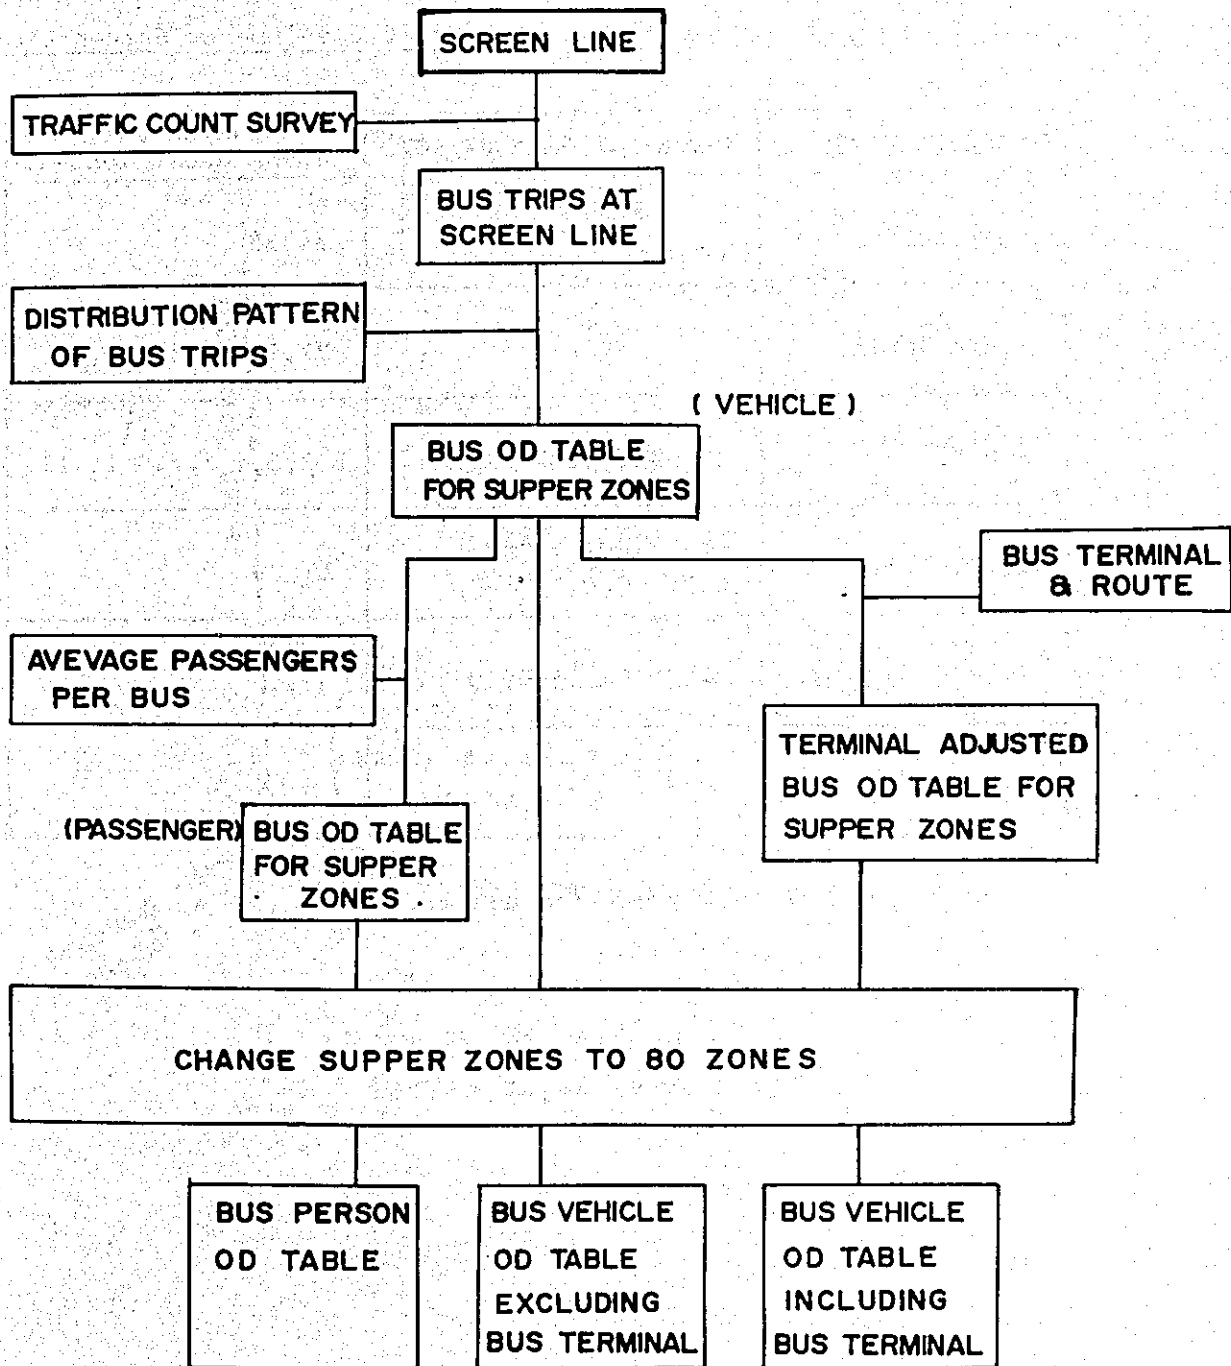 SCREEN LINE
TRAFFIC COUNT SURVEY
BUS TRIPS AT
SCREEN LINE
DISTRIBUTION PATTERN
OF BUS TRIPS
( VEHICLE )
BUS OD TABLE
FOR SUPPER ZONES
BUS TERMINAL
& ROUTE
AVEVAGE PASSENGERS
PER BUS
TERMINAL ADJUSTED
BUS OD TABLE FOR
SUPPER ZONES
(PASSENGER)
BUS OD TABLE
FOR SUPPER
ZONES
CHANGE SUPPER ZONES TO 80 ZONES
BUS PERSON
OD TABLE
BUS VEHICLE
OD TABLE
EXCLUDING
BUS TERMINAL
BUS VEHICLE
OD TABLE
INCLUDING
BUS TERMINAL